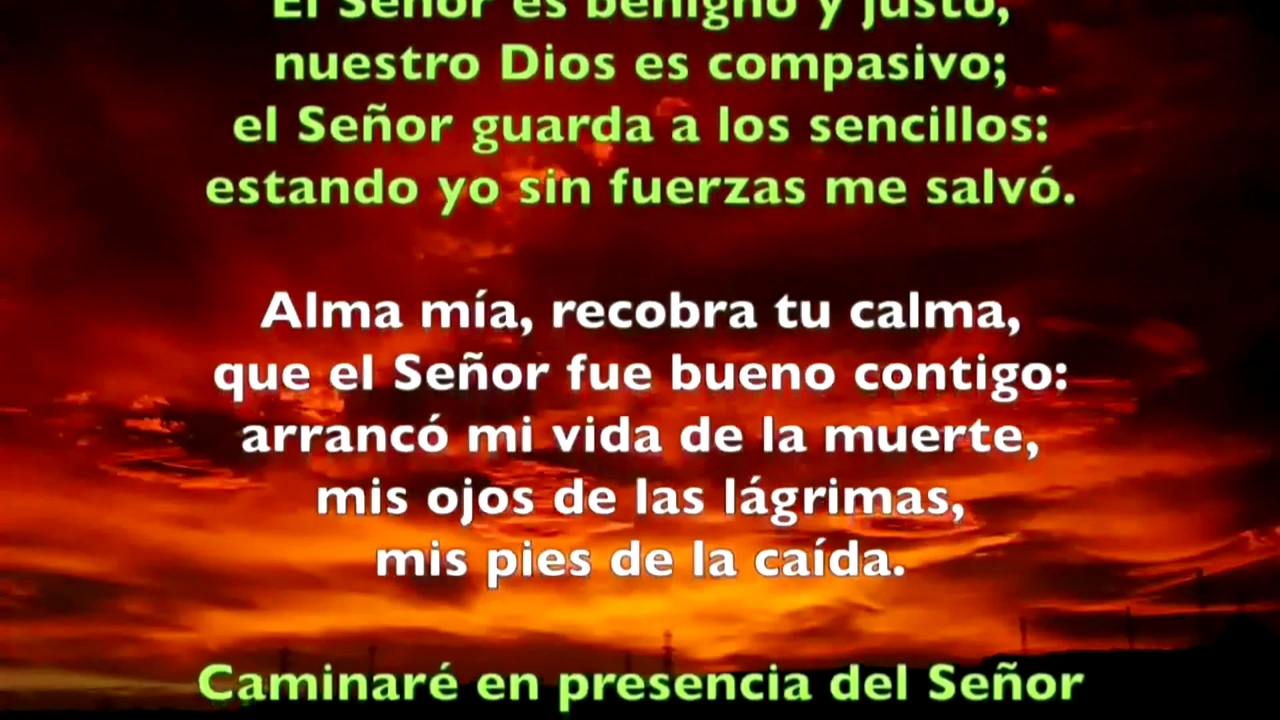 El Señor es benigno y justo,
nuestro Dios es compasivo;
el Señor guarda a los sencillos:
estando yo sin fuerzas me salvó.
Alma mía, recobra tu calma,
que el Señor fue bueno contigo:
arrancó mi vida de la muerte,
mis ojos de las lágrimas,
mis pies de la caída.
Caminaré en presencia del Señor